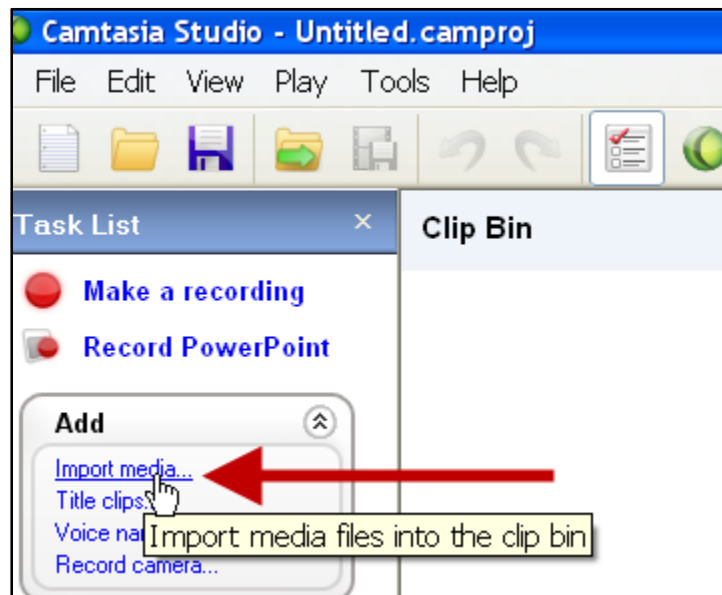 Camtasia Studio - Untitled.camproj
File Edit View Play Tools Help
Task List
Clip Bin
Make a recording
Record PowerPoint
Add
Import media...
Title clips...
Voice
Import media files into the clip bin
Record camera...